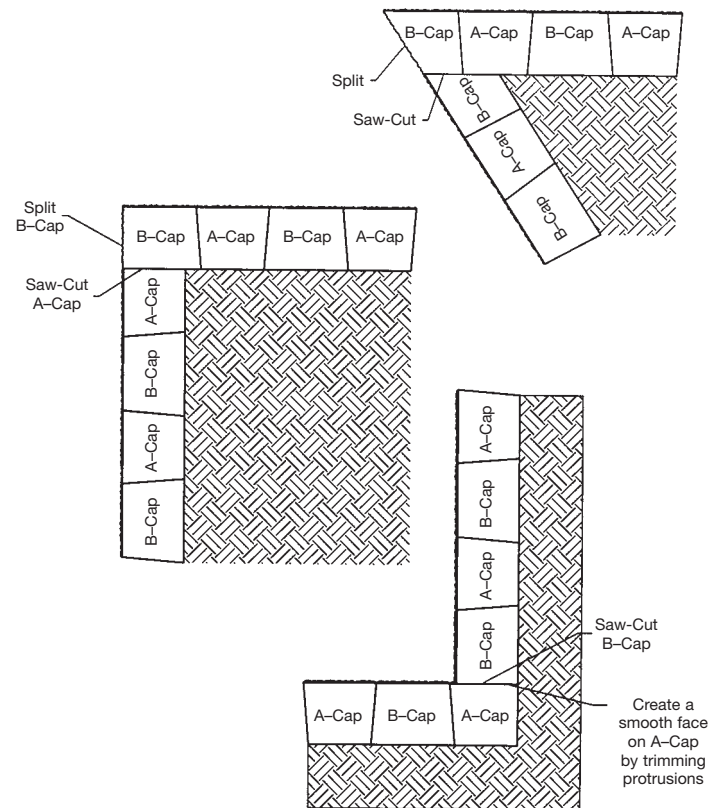 B–Cap A–Cap B–Cap A–Cap
Split
Saw-Cut
B–Cap
A–Cap
B–Cap
Split
B–Cap
B–Cap A–Cap B–Cap A–Cap
Saw-Cut
A–Cap
A–Cap
B–Cap
A–Cap
B–Cap
A–Cap
B–Cap
A–Cap
B–Cap
Saw-Cut
B–Cap
A–Cap B–Cap A–Cap
Create a
smooth face
on A–Cap
by trimming
protrusions